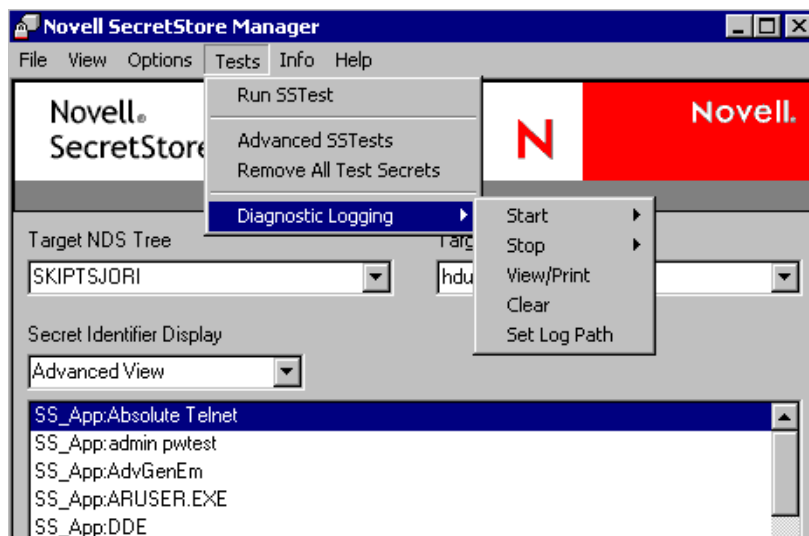 Novell SecretStore Manager
File View Options Tests Info Help
Novell®
SecretStore
N
Novell.
Run SSTest
Advanced SSTests
Remove All Test Secrets
Diagnostic Logging
Start
Stop
View/Print
Clear
Set Log Path
Target NDS Tree
SKIPTSJORI
Secret Identifier Display
Advanced View
SS_App:Absolute Telnet
SS_App:admin pwtest
SS_App:AdvGenEm
SS_App:ARUSER.EXE
SS_App:DDE